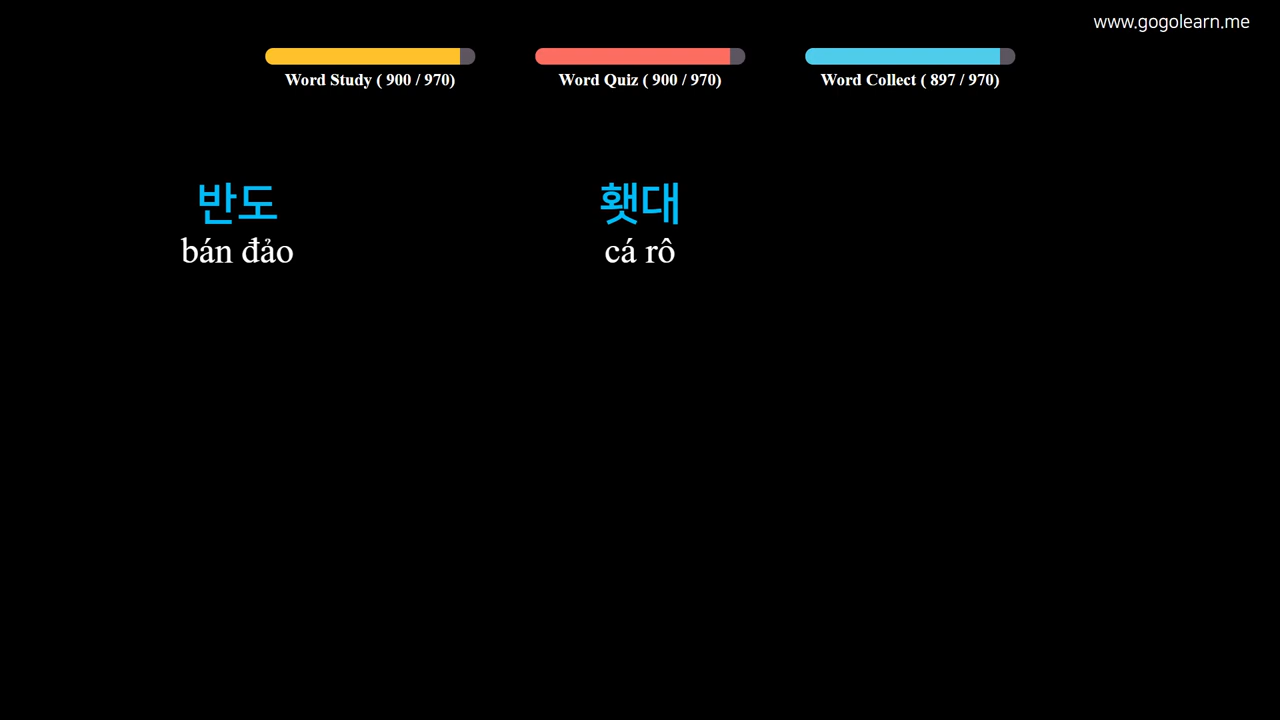 www.gogolearn.me
Word Study ( 900 / 970)
Word Quiz ( 900 / 970)
Word Collect ( 897 / 970)
반도
bán đảo
횃대
cá rô